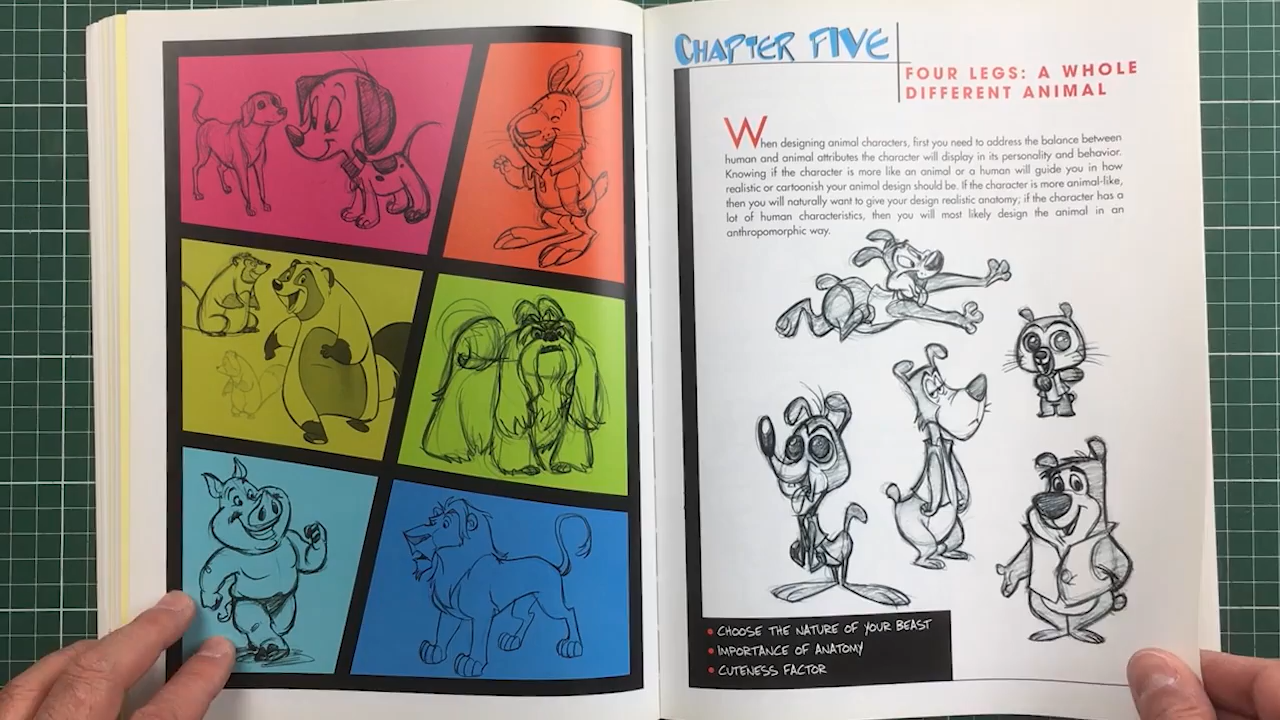 CHAPTER FIVE
FOUR LEGS: A WHOLE
DIFFERENT ANIMAL
When designing animal characters, first you need to address the balance between
human and animal attributes the character will display in its personality and behavior.
Knowing if the character is more like an animal or a human will guide you in how
realistic or cartoonish your animal design should be. If the character is more animal-like,
then you will naturally want to give your design realistic anatomy; if the character has a
lot of human characteristics, then you will most likely design the animal in an
anthropomorphic way.
• CHOOSE THE NATURE OF YOUR BEAST
• IMPORTANCE OF ANATOMY
• CUTENESS FACTOR